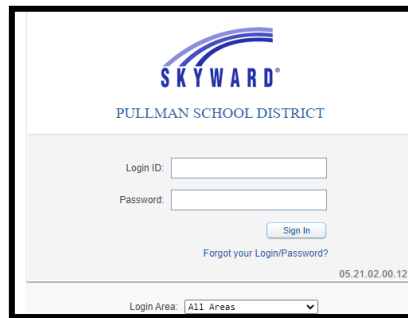 SKYWARD®
PULLMAN SCHOOL DISTRICT
Login ID:
Password:
Sign In
Forgot your Login/Password?
05.21.02.00.12
Login Area: All Areas